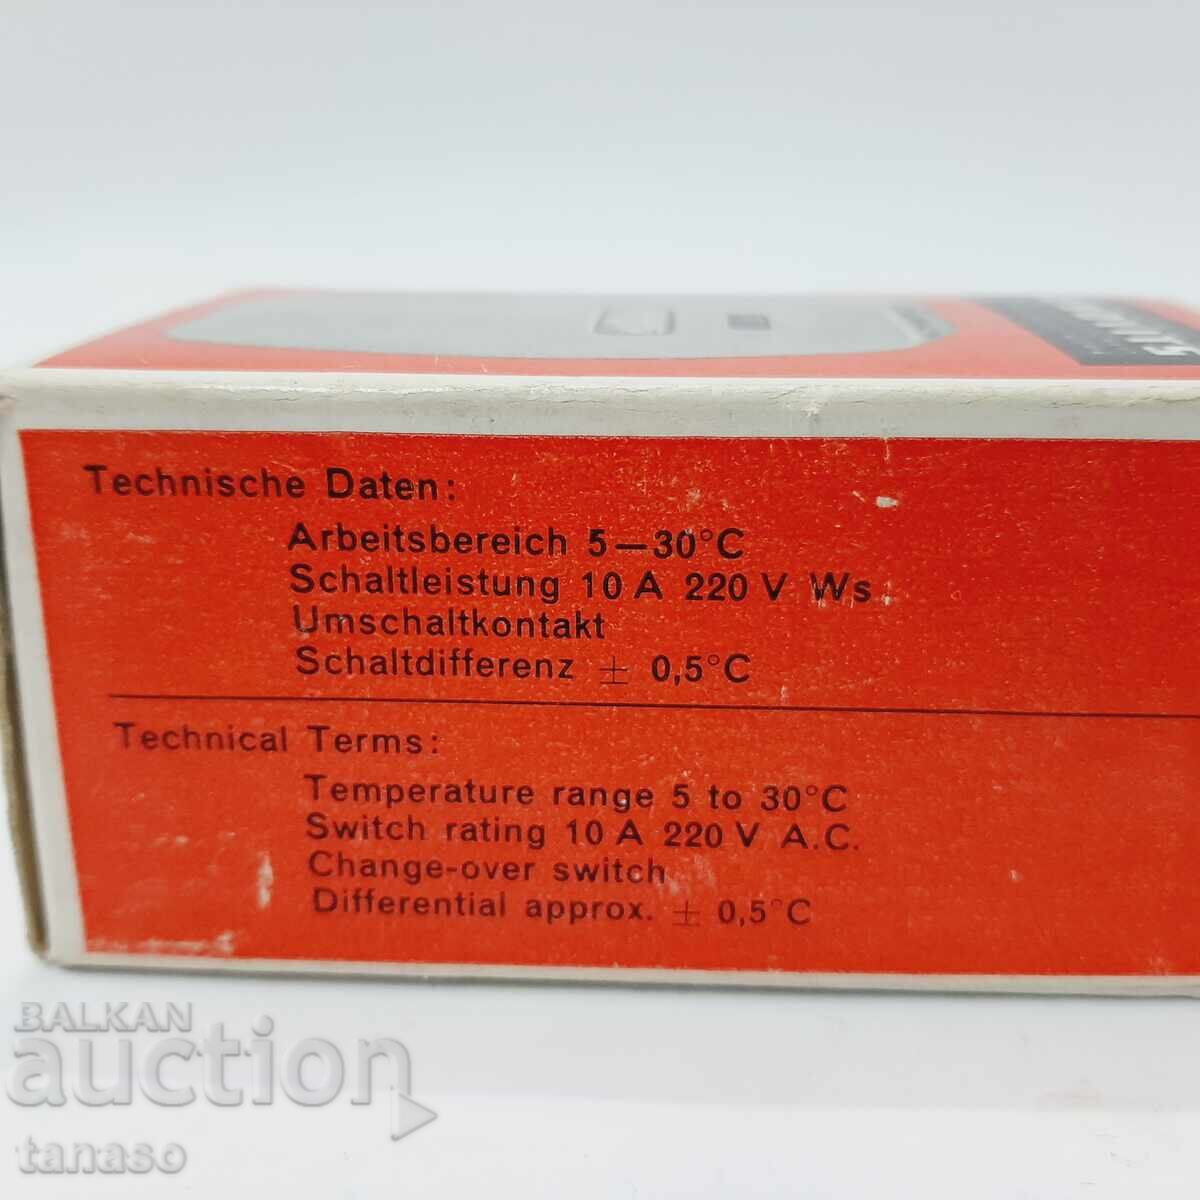 Technische Daten:
Arbeitsbereich 5—30°C
Schaltleistung 10 A 220 V Ws
Umschaltkontakt
Schaltdifferenz ± 0,5°C
Technical Terms:
Temperature range 5 to 30°C
Switch rating 10 A 220 V A.C.
Change-over switch
Differential approx. ± 0,5°C
BALKAN
auction
tanaso